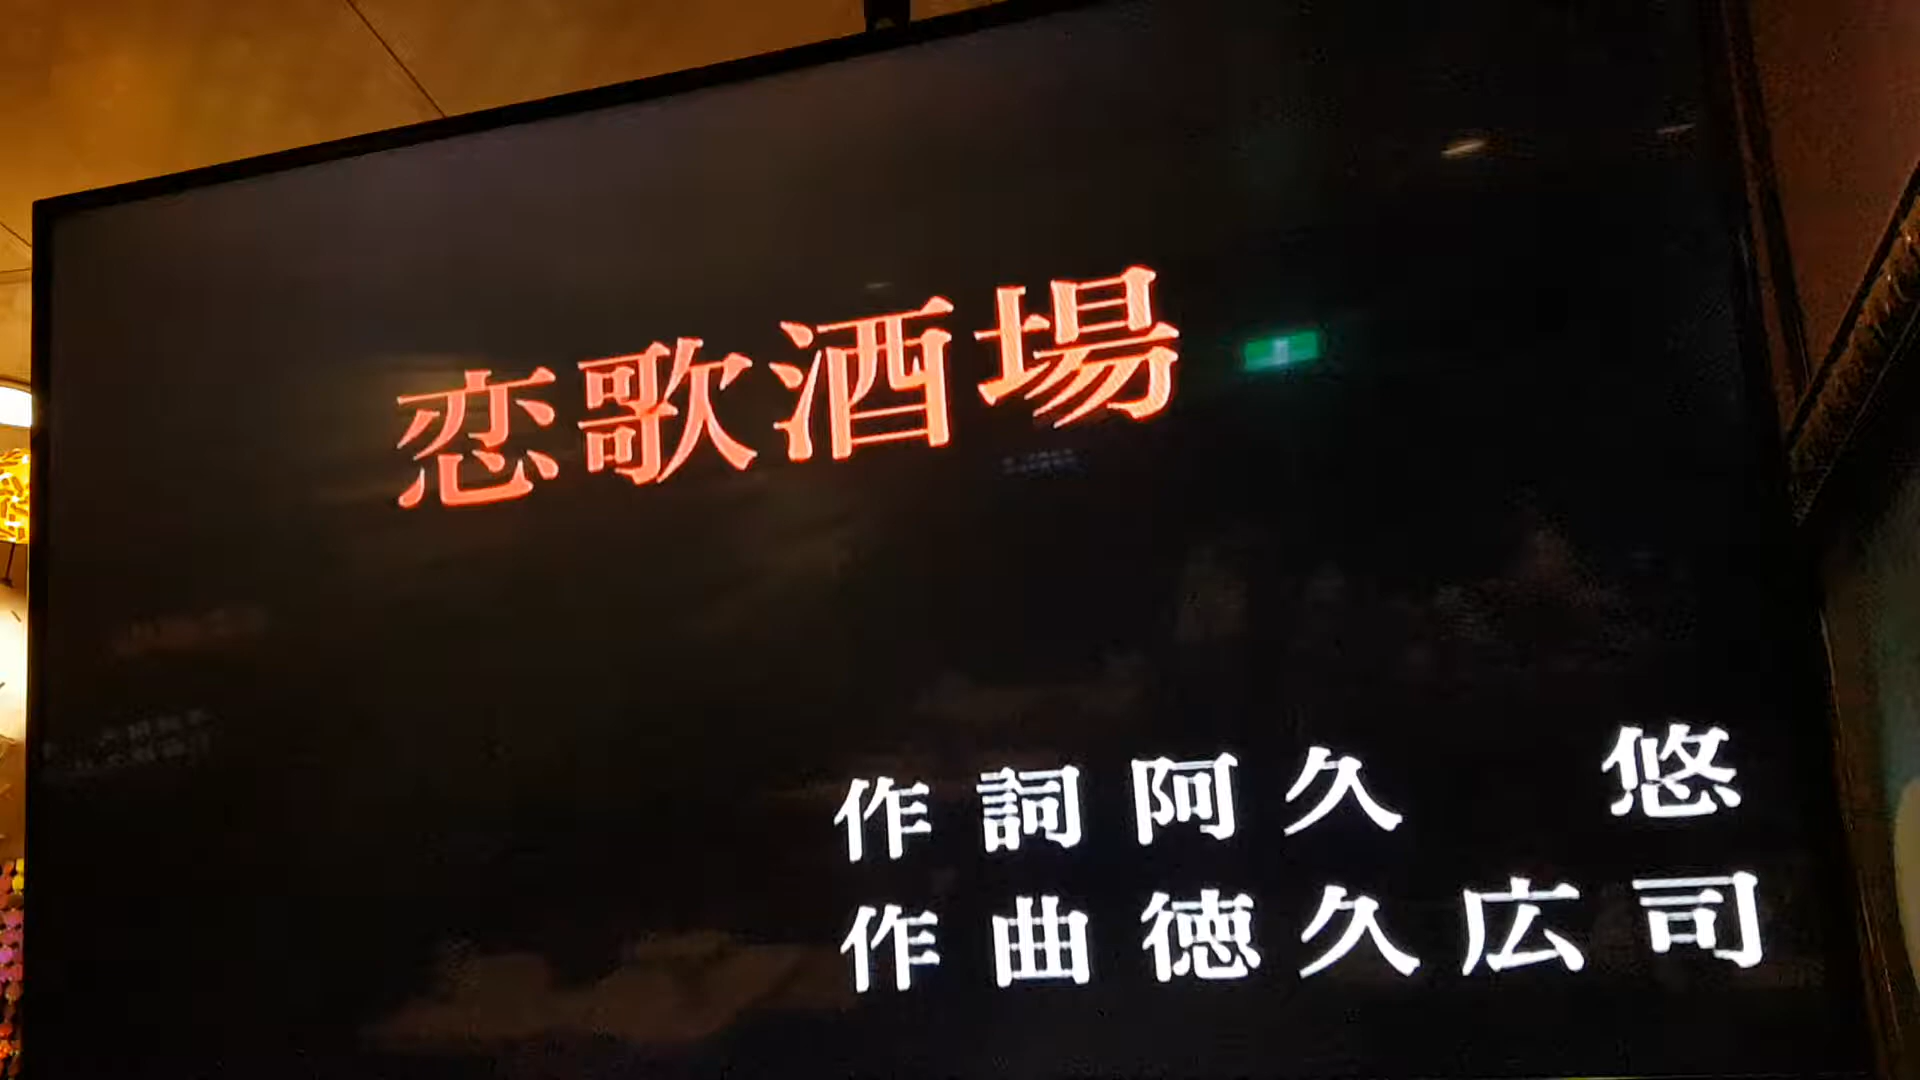 恋歌酒場
作詞 阿久 悠
作曲 徳久広司